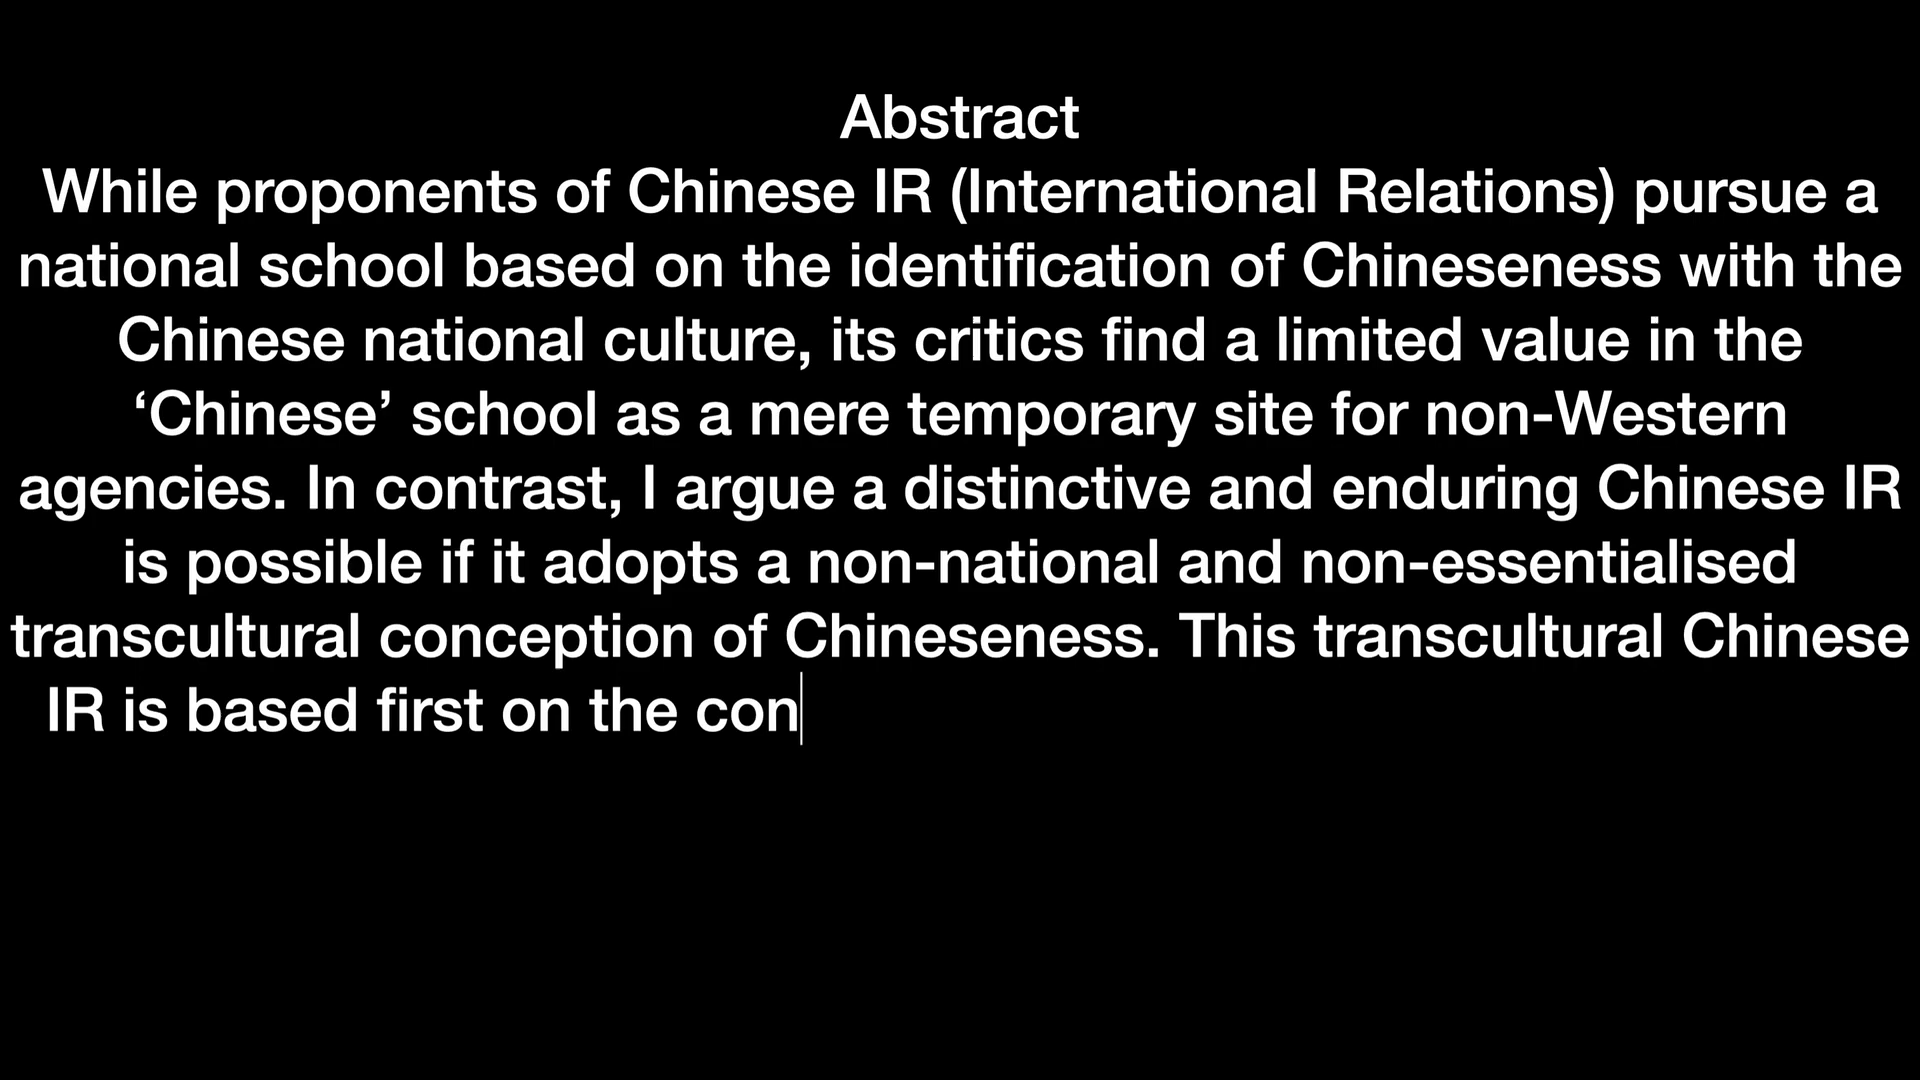 Abstract
While proponents of Chinese IR (International Relations) pursue a
national school based on the identification of Chineseness with the
Chinese national culture, its critics find a limited value in the
‘Chinese’ school as a mere temporary site for non-Western
agencies. In contrast, I argue a distinctive and enduring Chinese IR
is possible if it adopts a non-national and non-essentialised
transcultural conception of Chineseness. This transcultural Chinese
IR is based first on the con